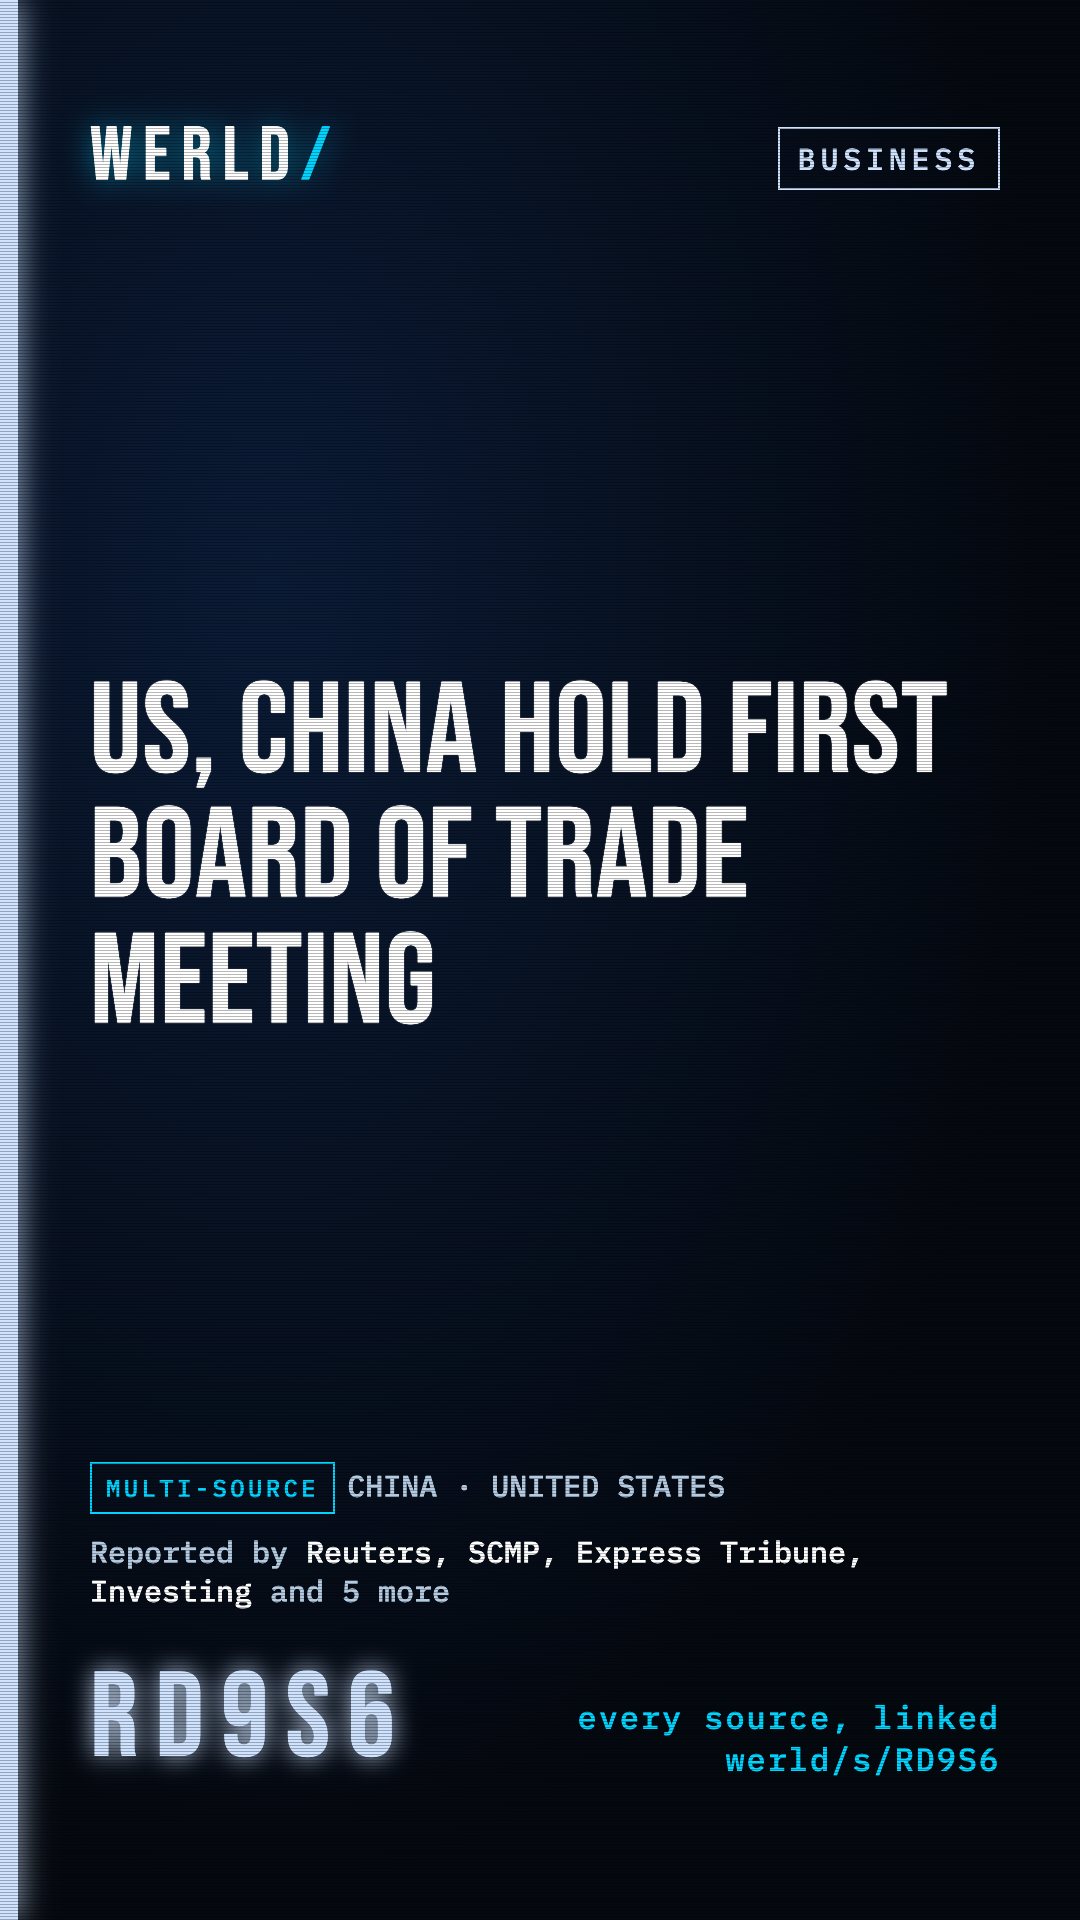 WERLD/
BUSINESS
US, CHINA HOLD FIRST
BOARD OF TRADE
MEETING
MULTI-SOURCE CHINA · UNITED STATES
Reported by Reuters, SCMP, Express Tribune,
Investing and 5 more
RD9S6
every source, linked
werld/s/RD9S6